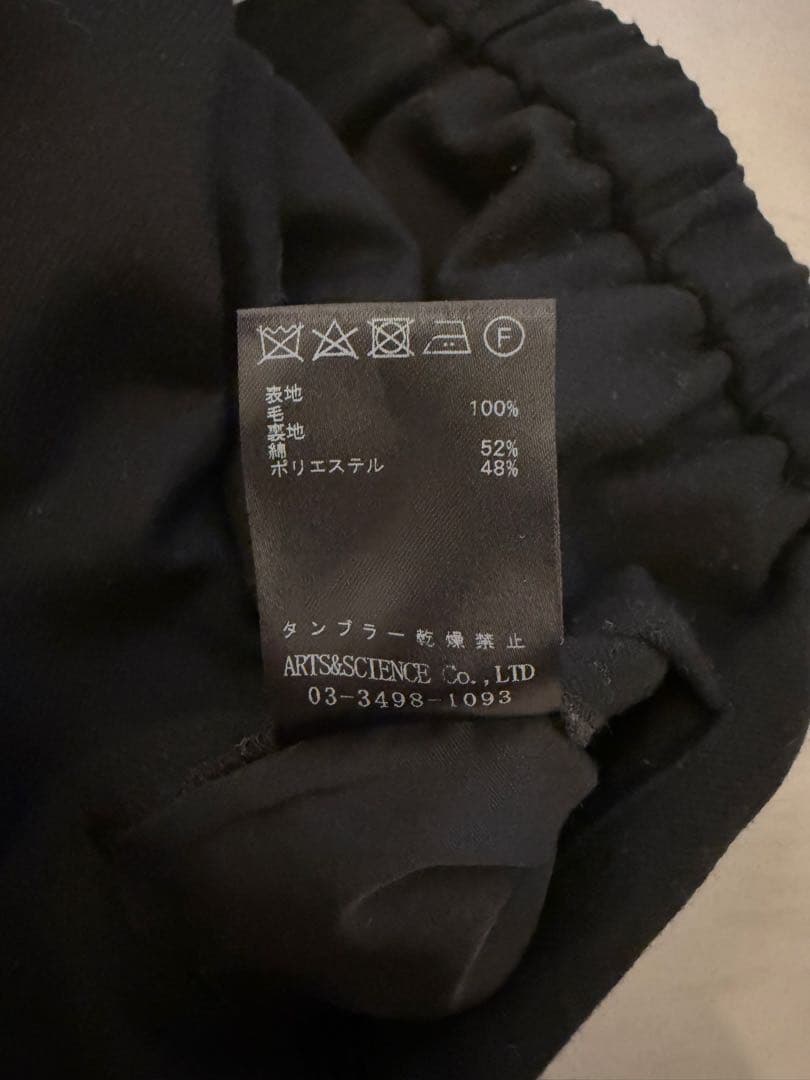 F
表地
毛 100%
裏地
綿 52%
ポリエステル 48%
タンブラー乾燥禁止
ARTS&SCIENCE Co.,LTD
03-3498-1093